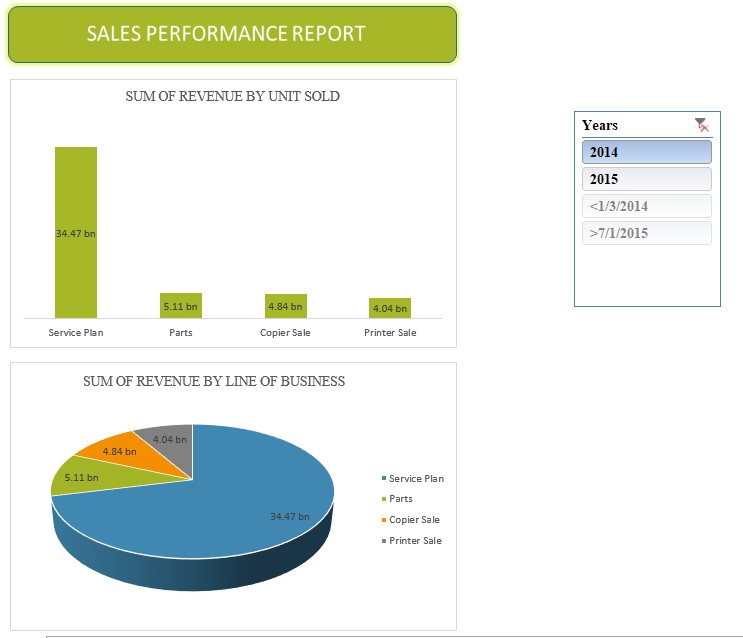 SALES PERFORMANCE REPORT
SUM OF REVENUE BY UNIT SOLD
34.47 bn
5.11 bn
4.84 bn
4.04 bn
Service Plan
Parts
Copier Sale
Printer Sale
Years
2014
2015
<1/3/2014
>7/1/2015
SUM OF REVENUE BY LINE OF BUSINESS
4.04 bn
4.84 bn
5.11 bn
34.47 bn
Service Plan
Parts
Copier Sale
Printer Sale